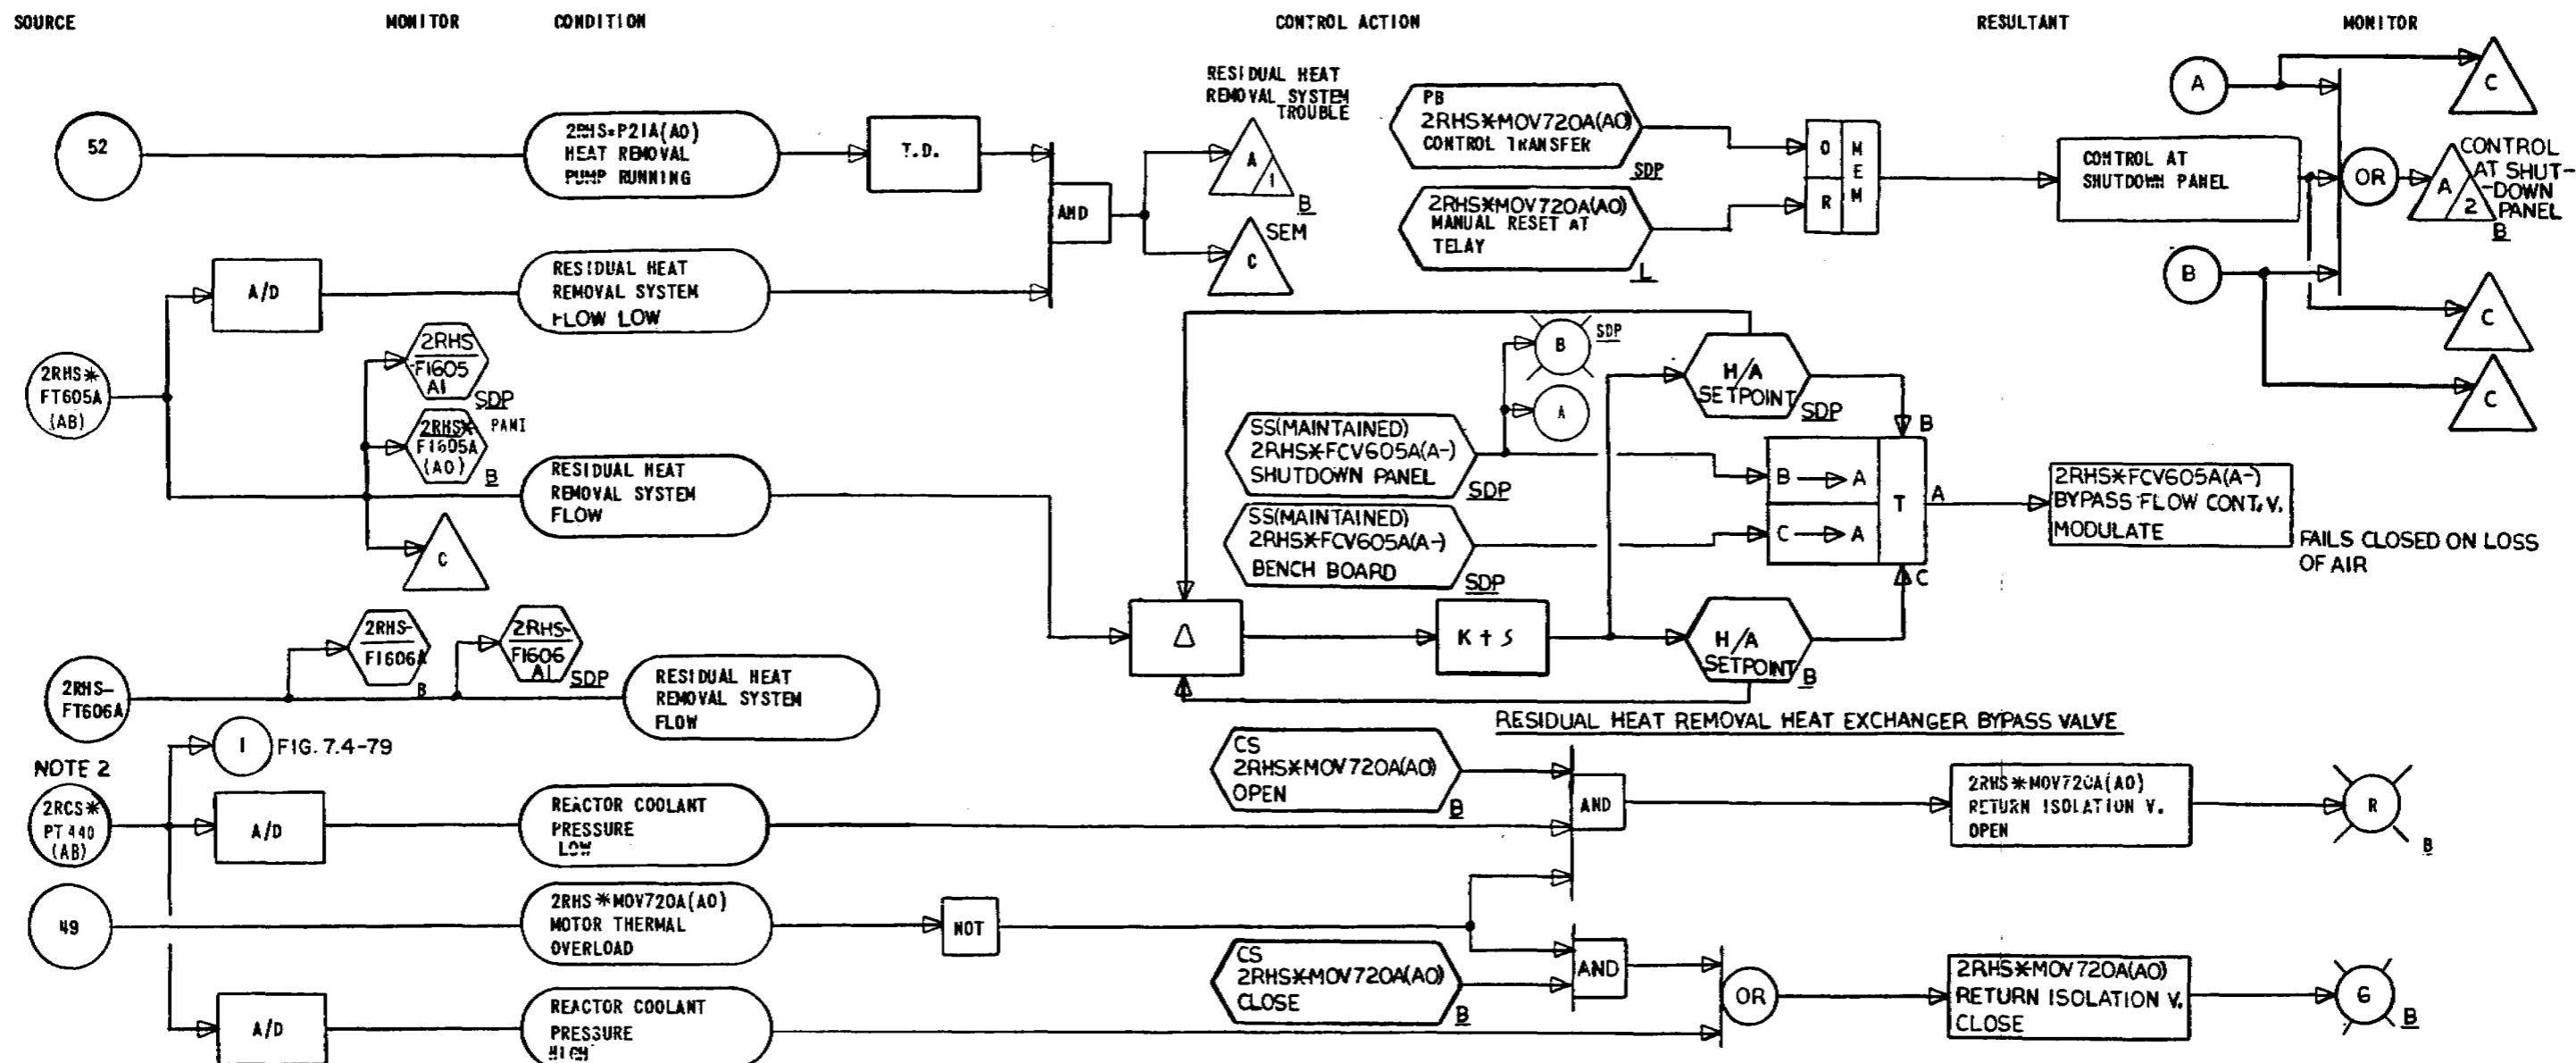 SOURCE
MONITOR
CONDITION
CONTROL ACTION
RESULTANT
MONITOR
52
2RHS*P21A(AO)
HEAT REMOVAL
PUMP RUNNING
T.D.
AND
RESIDUAL HEAT
REMOVAL SYSTEM
TROUBLE
A
1
B
SEM
C
PB
2RHS*MOV720A(AO)
CONTROL TRANSFER
SDP
2RHS*MOV720A(AO)
MANUAL RESET AT
TELAY
L
O
R
MEM
CONTROL AT
SHUTDOWN PANEL
A
B
OR
A
2
CONTROL
AT SHUT-
-DOWN
PANEL
B
C
C
C
A/D
RESIDUAL HEAT
REMOVAL SYSTEM
FLOW LOW
2RHS*
FT605A
(AB)
2RHS
FI605
A1
SDP
2RHS*
FI605A
(AO)
PAMI
B
RESIDUAL HEAT
REMOVAL SYSTEM
FLOW
C
B
SDP
A
SS(MAINTAINED)
2RHS*FCV605A(A-)
SHUTDOWN PANEL
SDP
SS(MAINTAINED)
2RHS*FCV605A(A-)
BENCH BOARD
SDP
H/A
SETPOINT
SDP
B
B → A
C → A
T
A
C
2RHS*FCV605A(A-)
BYPASS FLOW CONT. V.
MODULATE
FAILS CLOSED ON LOSS
OF AIR
Δ
K + S
H/A
SETPOINT
B
2RHS-
FT606A
2RHS-
FI606A
B
2RHS-
FI606
A1
SDP
RESIDUAL HEAT
REMOVAL SYSTEM
FLOW
RESIDUAL HEAT REMOVAL HEAT EXCHANGER BYPASS VALVE
1
FIG. 7.4-79
NOTE 2
2RCS*
PT 440
(AB)
A/D
REACTOR COOLANT
PRESSURE
LOW
CS
2RHS*MOV720A(AO)
OPEN
B
AND
2RHS*MOV720A(AO)
RETURN ISOLATION V.
OPEN
R
B
49
2RHS*MOV720A(AO)
MOTOR THERMAL
OVERLOAD
NOT
CS
2RHS*MOV720A(AO)
CLOSE
B
AND
OR
2RHS*MOV720A(AO)
RETURN ISOLATION V.
CLOSE
G
B
A/D
REACTOR COOLANT
PRESSURE
HIGH